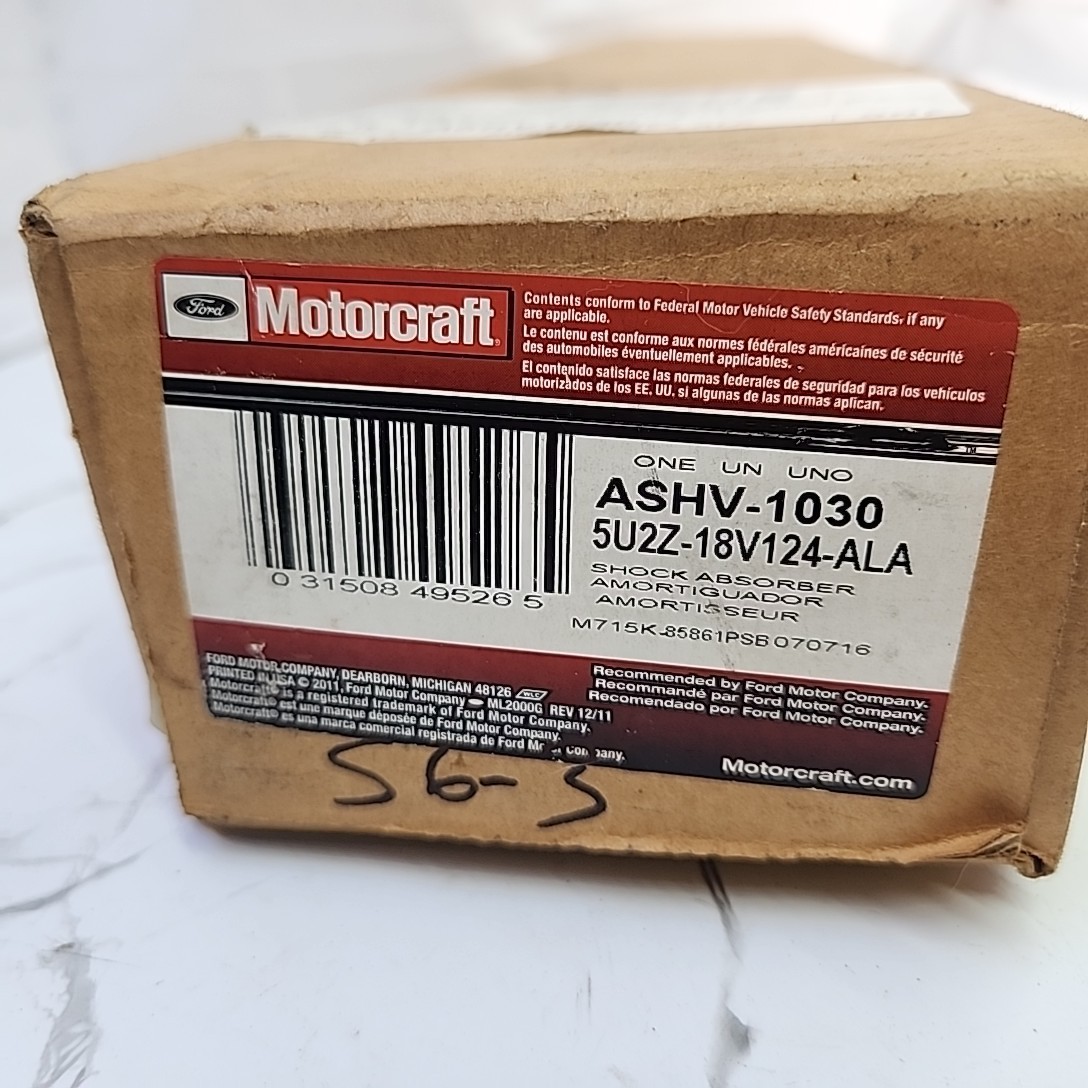 Ford
Motorcraft®
Contents conform to Federal Motor Vehicle Safety Standards, if any
are applicable.
Le contenu est conforme aux normes fédérales américaines de sécurité
des automobiles éventuellement applicables.
El contenido satisface las normas federales de seguridad para los vehículos
motorizados de los EE. UU. si algunas de las normas aplican.
TM
ONE UN UNO
ASHV-1030
5U2Z-18V124-ALA
SHOCK ABSORBER
AMORTIGUADOR
AMORTISSEUR
0 31508 49526 5
M715K-85861PSB070716
FORD MOTOR COMPANY, DEARBORN, MICHIGAN 48126 WLC
PRINTED IN USA © 2011, Ford Motor Company ML2000G REV 12/11
Motorcraft® is a registered trademark of Ford Motor Company.
Motorcraft® est une marque déposée de Ford Motor Company.
Motorcraft® es una marca comercial registrada de Ford Company.
Recommended by Ford Motor Company.
Recommandé par Ford Motor Company.
Recomendado por Ford Motor Company.
Motorcraft.com
56-3